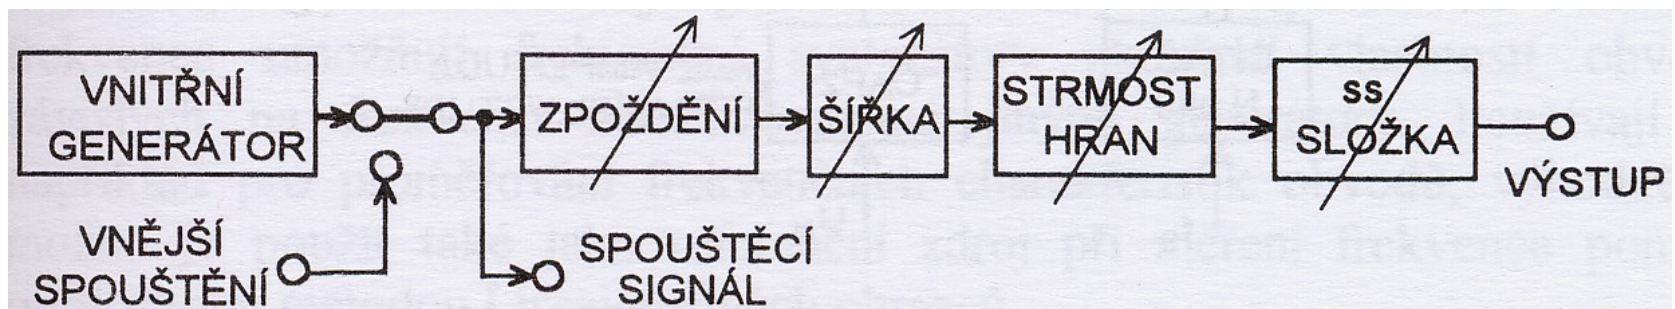 VNITŘNÍ
GENERÁTOR
ZPOŽDĚNÍ
ŠÍŘKA
STRMOST
HRAN
SS
SLOŽKA
VÝSTUP
VNĚJŠÍ
SPOUŠTĚNÍ
SPOUŠTĚCÍ
SIGNÁL